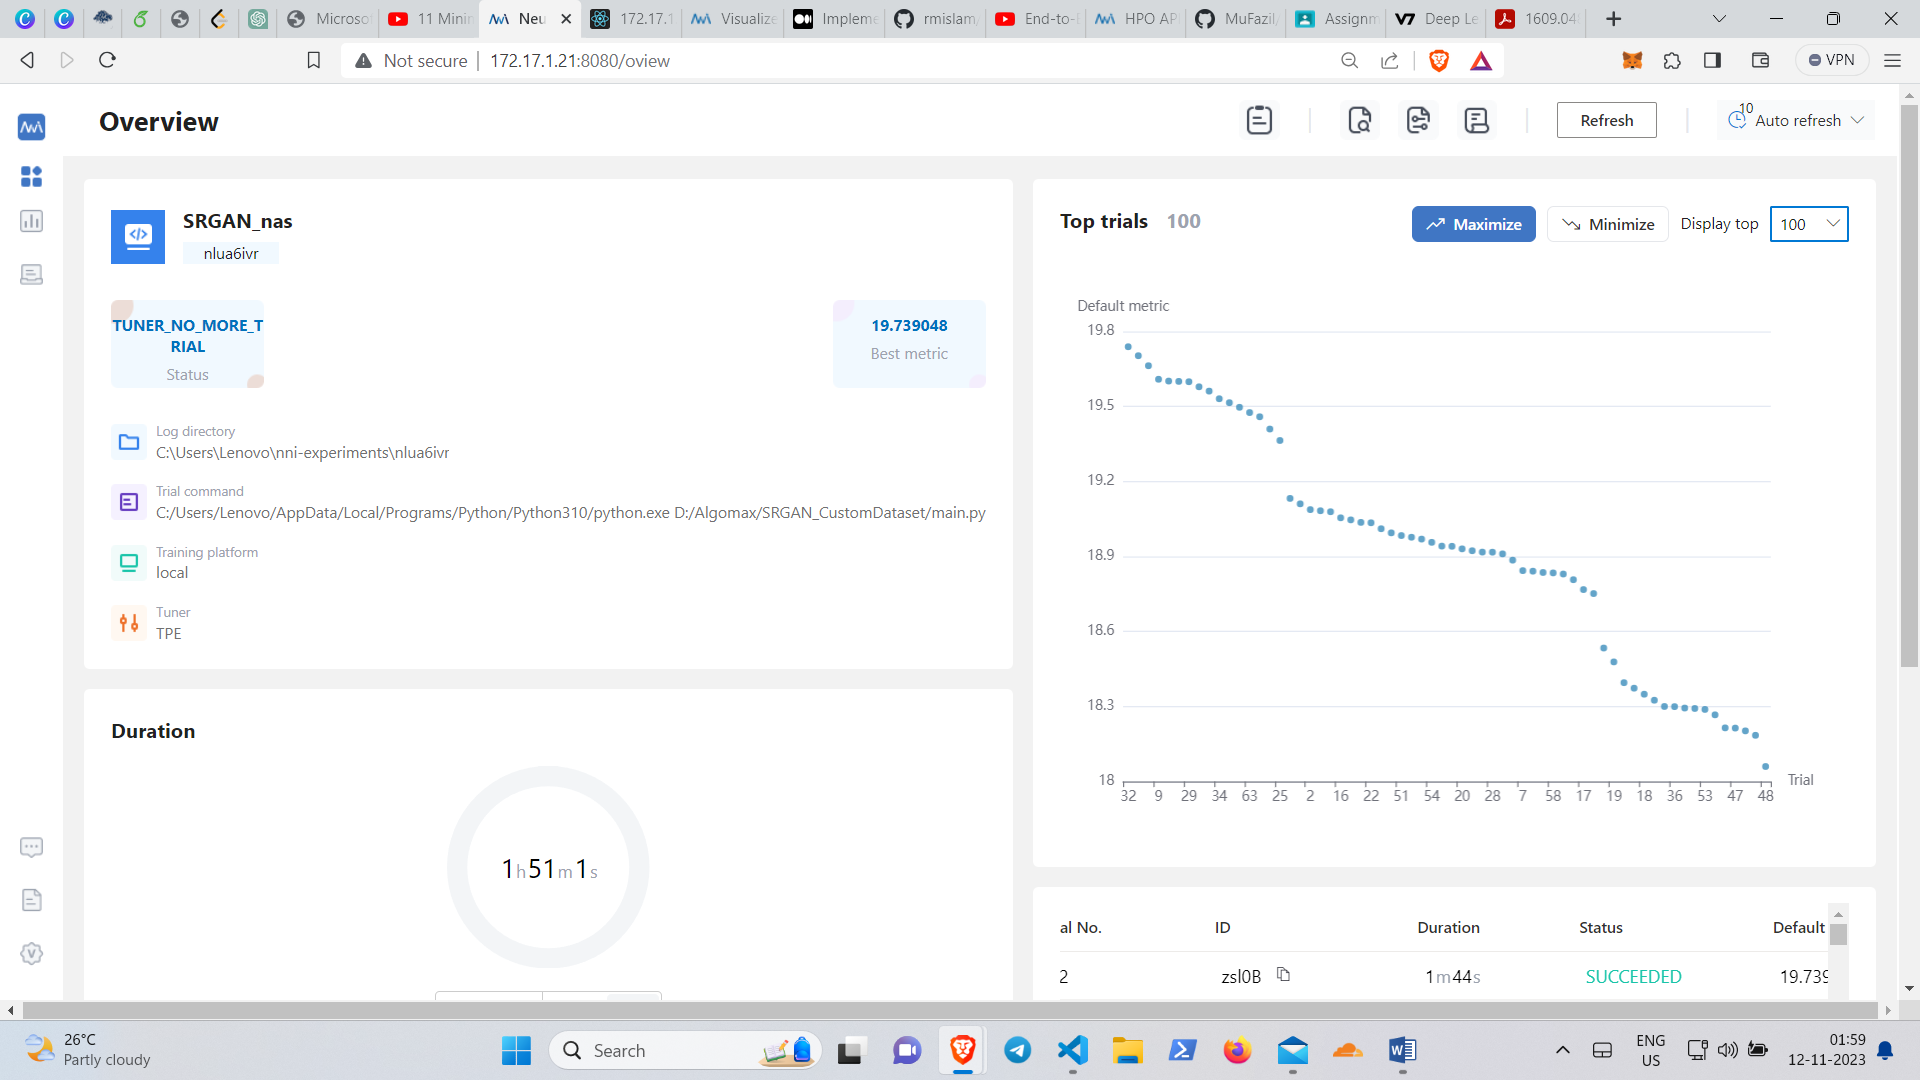 Microsof
11 Minin
Neu
172.17.1
Visualize
Impleme
rmislam/
End-to-E
HPO AP
MuFazil/
Assignm
Deep Le
1609.04
Not secure
172.17.1.21:8080/oview
VPN
Overview
Refresh
10
Auto refresh
SRGAN_nas
nlua6ivr
TUNER_NO_MORE_T
RIAL
Status
19.739048
Best metric
Log directory
C:\Users\Lenovo\nni-experiments\nlua6ivr
Trial command
C:/Users/Lenovo/AppData/Local/Programs/Python/Python310/python.exe D:/Algomax/SRGAN_CustomDataset/main.py
Training platform
local
Tuner
TPE
Duration
1h51m1s
Top trials 100
Maximize
Minimize
Display top
100
Default metric
19.8
19.5
19.2
18.9
18.6
18.3
18
32 9 29 34 63 25 2 16 22 51 54 20 28 7 58 17 19 18 36 53 47 48
Trial
al No. ID Duration Status Default
2 zsl0B 1m44s SUCCEEDED 19.739
26°C
Partly cloudy
Search
ENG
US
01:59
12-11-2023